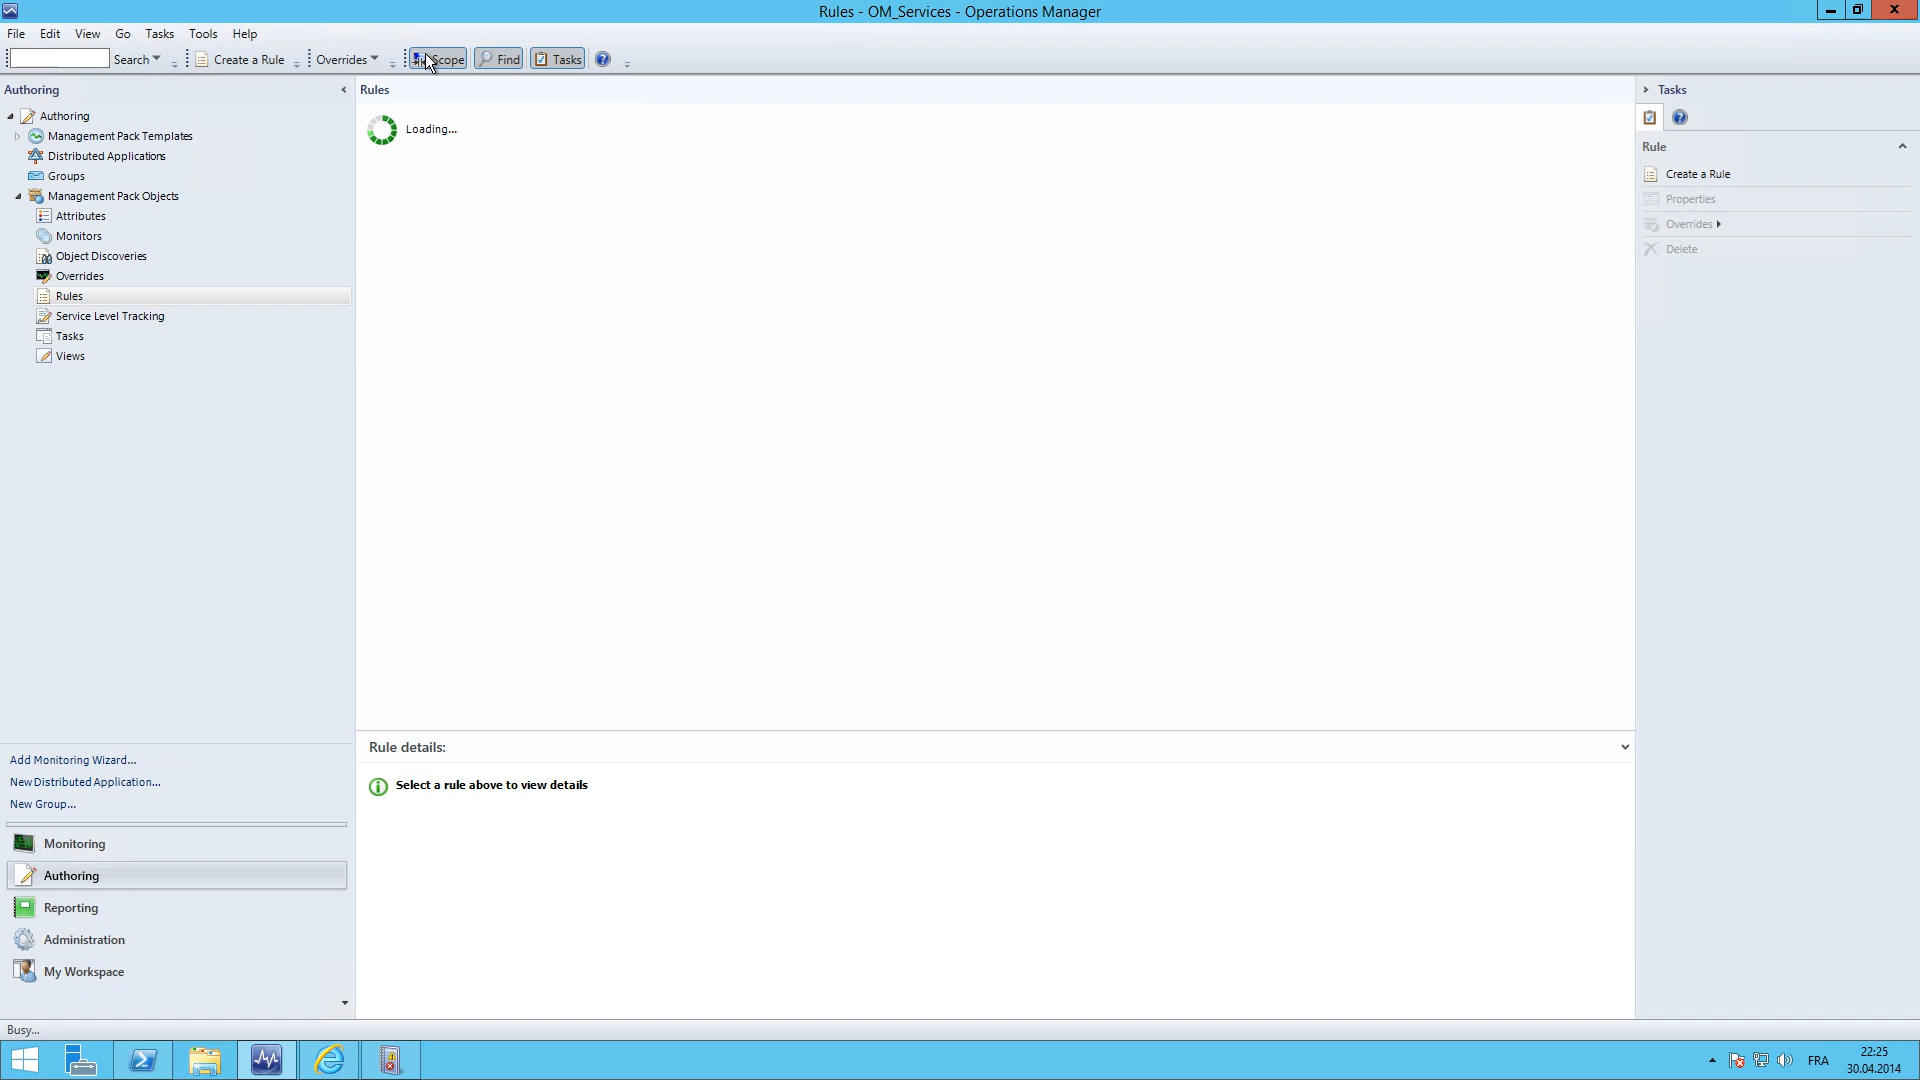 Rules - OM_Services - Operations Manager
File Edit View Go Tasks Tools Help
Search Create a Rule Overrides Scope Find Tasks
Authoring
Authoring
Management Pack Templates
Distributed Applications
Groups
Management Pack Objects
Attributes
Monitors
Object Discoveries
Overrides
Rules
Service Level Tracking
Tasks
Views
Add Monitoring Wizard...
New Distributed Application...
New Group...
Monitoring
Authoring
Reporting
Administration
My Workspace
Rules
Loading...
Rule details:
Select a rule above to view details
Tasks
Rule
Create a Rule
Properties
Overrides
Delete
Busy...
FRA
22:25
30.04.2014